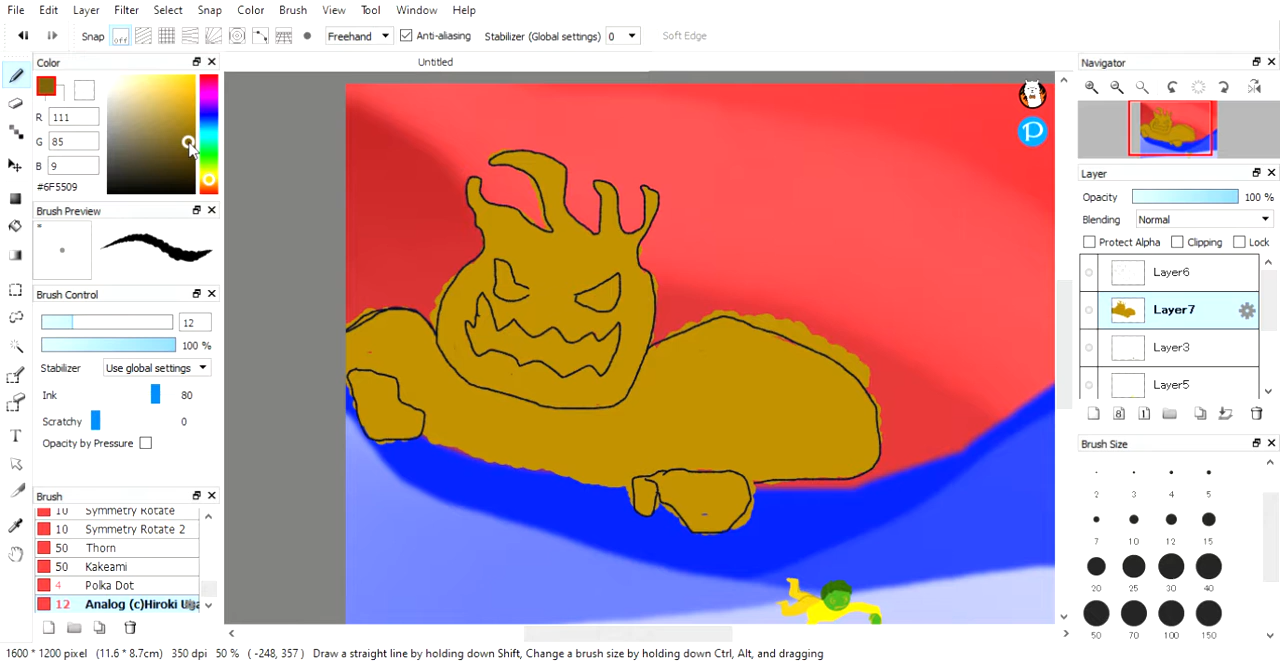 File Edit Layer Filter Select Snap Color Brush View Tool Window Help
Snap off Freehand Anti-aliasing Stabilizer (Global settings) 0 Soft Edge
Color
R 111
G 85
B 9
#6F5509
Brush Preview
Brush Control
12
100 %
Stabilizer Use global settings
Ink 80
Scratchy 0
Opacity by Pressure
Brush
10 Symmetry Rotate
10 Symmetry Rotate 2
50 Thorn
50 Kakeami
4 Polka Dot
12 Analog (c)Hiroki
Untitled
P
Navigator
Layer
Opacity 100 %
Blending Normal
Protect Alpha Clipping Lock
Layer6
Layer7
Layer3
Layer5
8 1
Brush Size
2 3 4 5
7 10 12 15
20 25 30 40
50 70 100 150
1600 * 1200 pixel (11.6 * 8.7cm) 350 dpi 50 % ( -248, 357 ) Draw a straight line by holding down Shift, Change a brush size by holding down Ctrl, Alt, and dragging